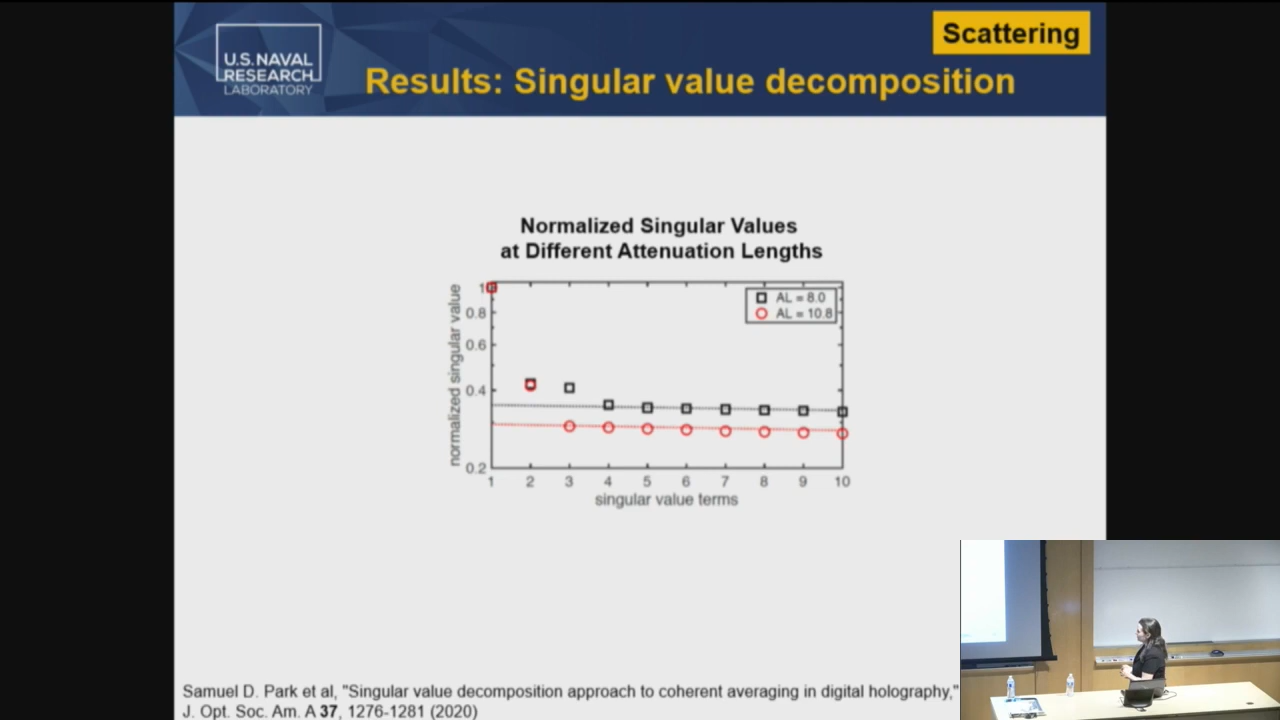 Scattering
U.S. NAVAL
RESEARCH
LABORATORY
Results: Singular value decomposition
Normalized Singular Values
at Different Attenuation Lengths
normalized singular value
1
0.8
0.6
0.4
0.2
AL = 8.0
AL = 10.8
1 2 3 4 5 6 7 8 9 10
singular value terms
Samuel D. Park et al, "Singular value decomposition approach to coherent averaging in digital holography,"
J. Opt. Soc. Am. A 37, 1276-1281 (2020)